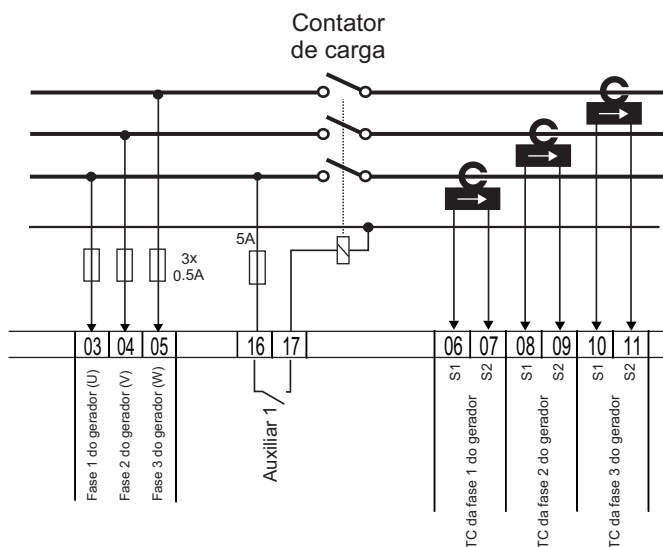 Contator
de carga
5A
3x
0.5A
03
04
05
16
17
06
07
08
09
10
11
Fase 1 do gerador (U)
Fase 2 do gerador (V)
Fase 3 do gerador (W)
Auxiliar 1
S1
S2
S1
S2
S1
S2
TC da fase 1 do gerador
TC da fase 2 do gerador
TC da fase 3 do gerador